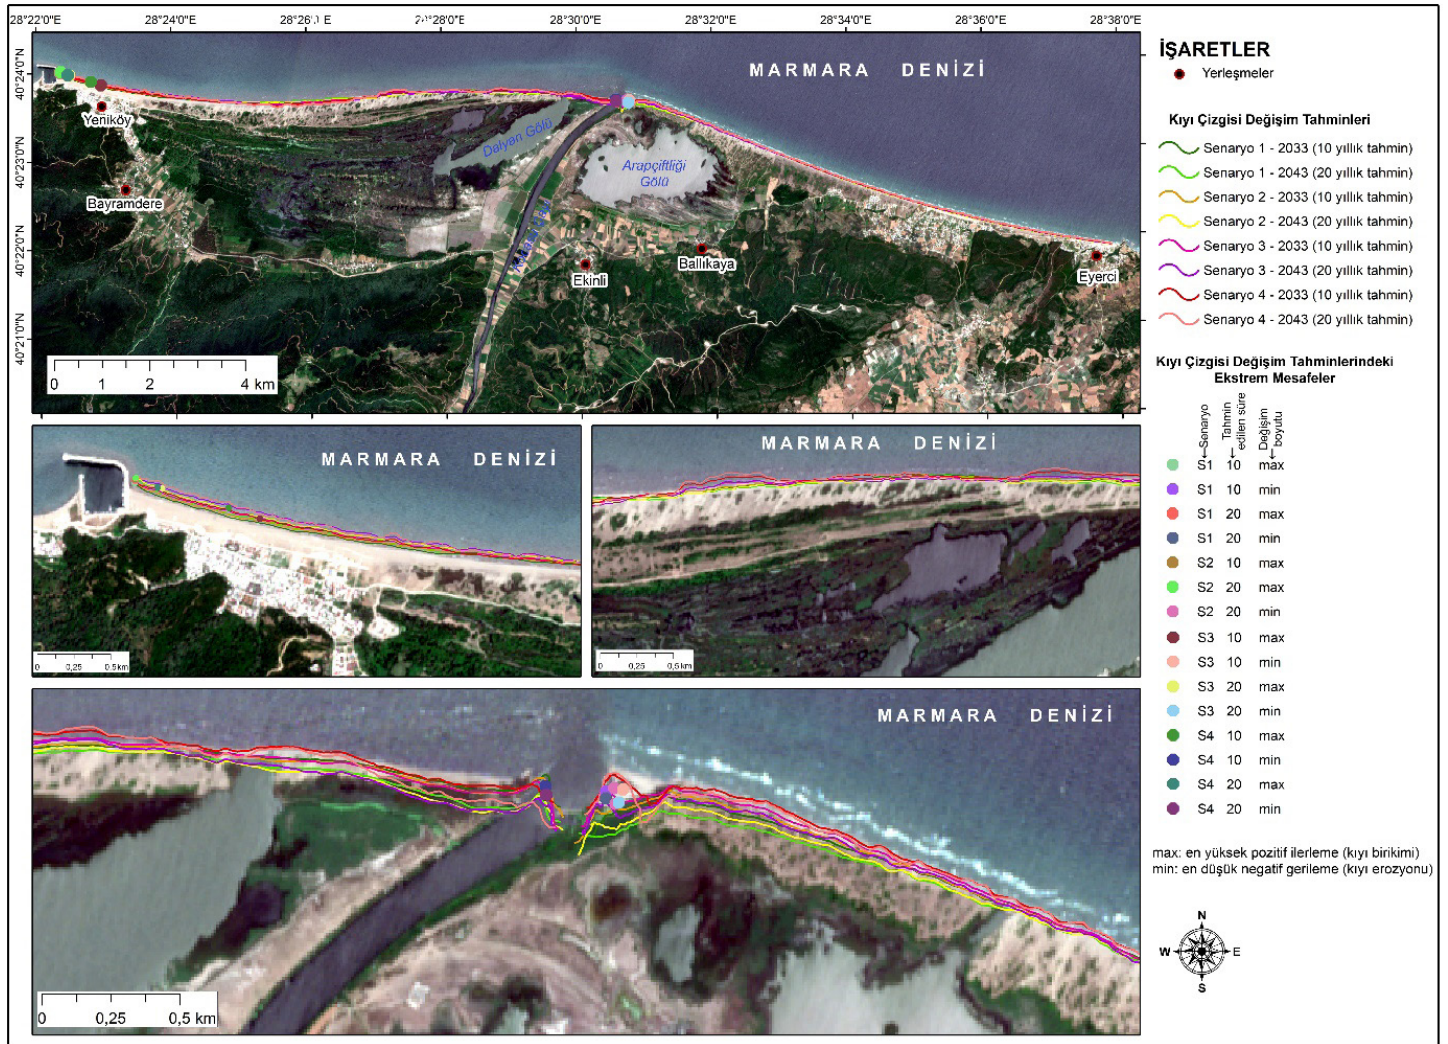 28°22'0"E 28°24'0"E 28°26' 28°28'0"E 28°30'0"E 28°32'0"E 28°34'0"E 28°36'0"E 28°38'0"E
40°24'0"N
40°23'0"N
40°22'0"N
40°21'0"N
MARMARA DENİZİ
Yeniköy
Bayramdere
Dalyan Gölü
Arapçiftliği
Gölü
Ekinli
Ballıkaya
Eyerci
0 1 2 4 km
MARMARA DENİZİ
0 0,25 0,5 km
MARMARA DENİZİ
0 0,25 0,5 km
MARMARA DENİZİ
0 0,25 0,5 km
İŞARETLER
Yerleşmeler
Kıyı Çizgisi Değişim Tahminleri
Senaryo 1 - 2033 (10 yıllık tahmin)
Senaryo 1 - 2043 (20 yıllık tahmin)
Senaryo 2 - 2033 (10 yıllık tahmin)
Senaryo 2 - 2043 (20 yıllık tahmin)
Senaryo 3 - 2033 (10 yıllık tahmin)
Senaryo 3 - 2043 (20 yıllık tahmin)
Senaryo 4 - 2033 (10 yıllık tahmin)
Senaryo 4 - 2043 (20 yıllık tahmin)
Kıyı Çizgisi Değişim Tahminlerindeki
Ekstrem Mesafeler
←Senaryo
Tahmin
←edilen süre
Değişim
←boyutu
S1 10 max
S1 10 min
S1 20 max
S1 20 min
S2 10 max
S2 20 max
S2 20 min
S3 10 max
S3 10 min
S3 20 max
S3 20 min
S4 10 max
S4 10 min
S4 20 max
S4 20 min
max: en yüksek pozitif ilerleme (kıyı birikimi)
min: en düşük negatif gerileme (kıyı erozyonu)
N
W E
S